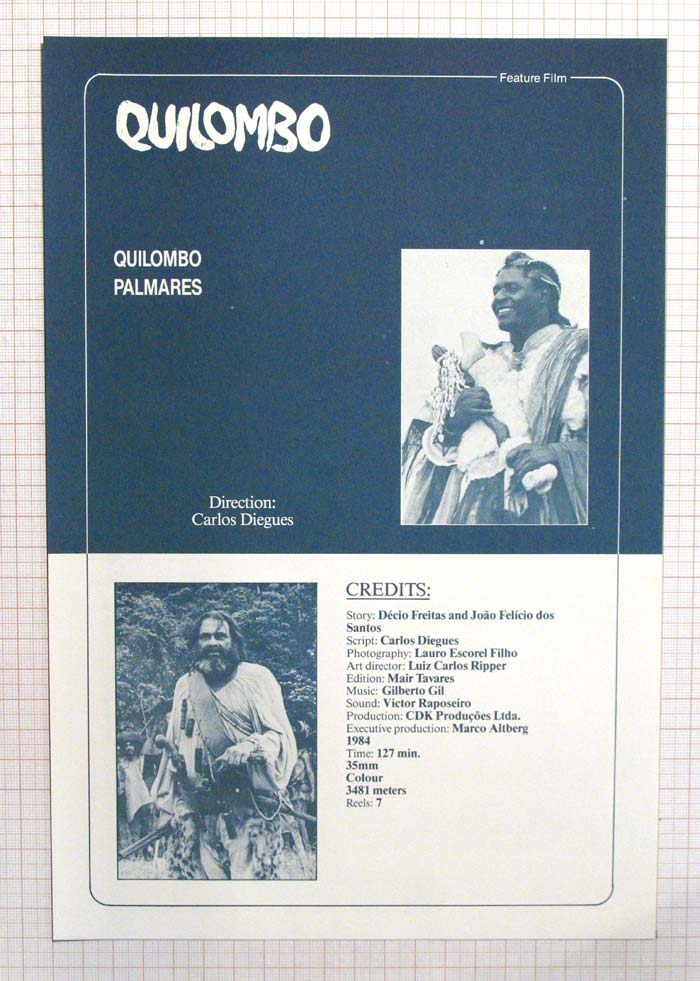 Feature Film
QUILOMBO
QUILOMBO
PALMARES
Direction:
Carlos Diegues
CREDITS:
Story: Décio Freitas and João Felício dos
Santos
Script: Carlos Diegues
Photography: Lauro Escorel Filho
Art director: Luiz Carlos Ripper
Edition: Mair Tavares
Music: Gilberto Gil
Sound: Victor Raposeiro
Production: CDK Produções Ltda.
Executive production: Marco Altberg
1984
Time: 127 min.
35mm
Colour
3481 meters
Reels: 7